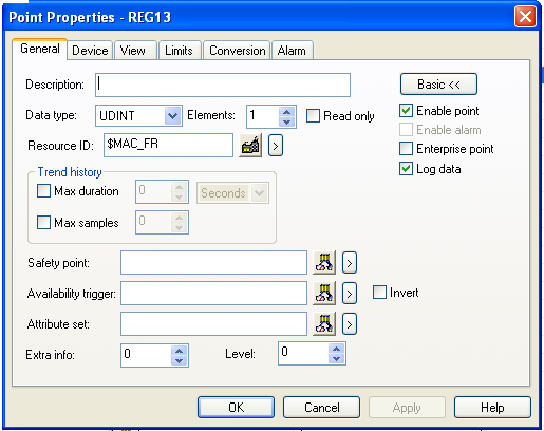 Point Properties - REG13
General Device View Limits Conversion Alarm
Description: Basic <<
Data type: UDINT Elements: 1 Read only Enable point
Enable alarm
Resource ID: $MAC_FR > Enterprise point
Trend history Log data
Max duration 0 Seconds
Max samples 0
Safety point: >
Availability trigger: > Invert
Attribute set: >
Extra info: 0 Level: 0
OK Cancel Apply Help